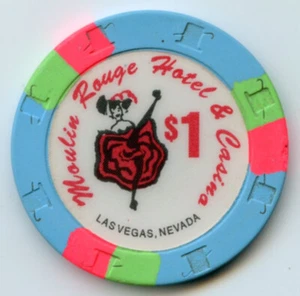 Moulin Rouge Hotel & Casino
$1
LAS VEGAS, NEVADA